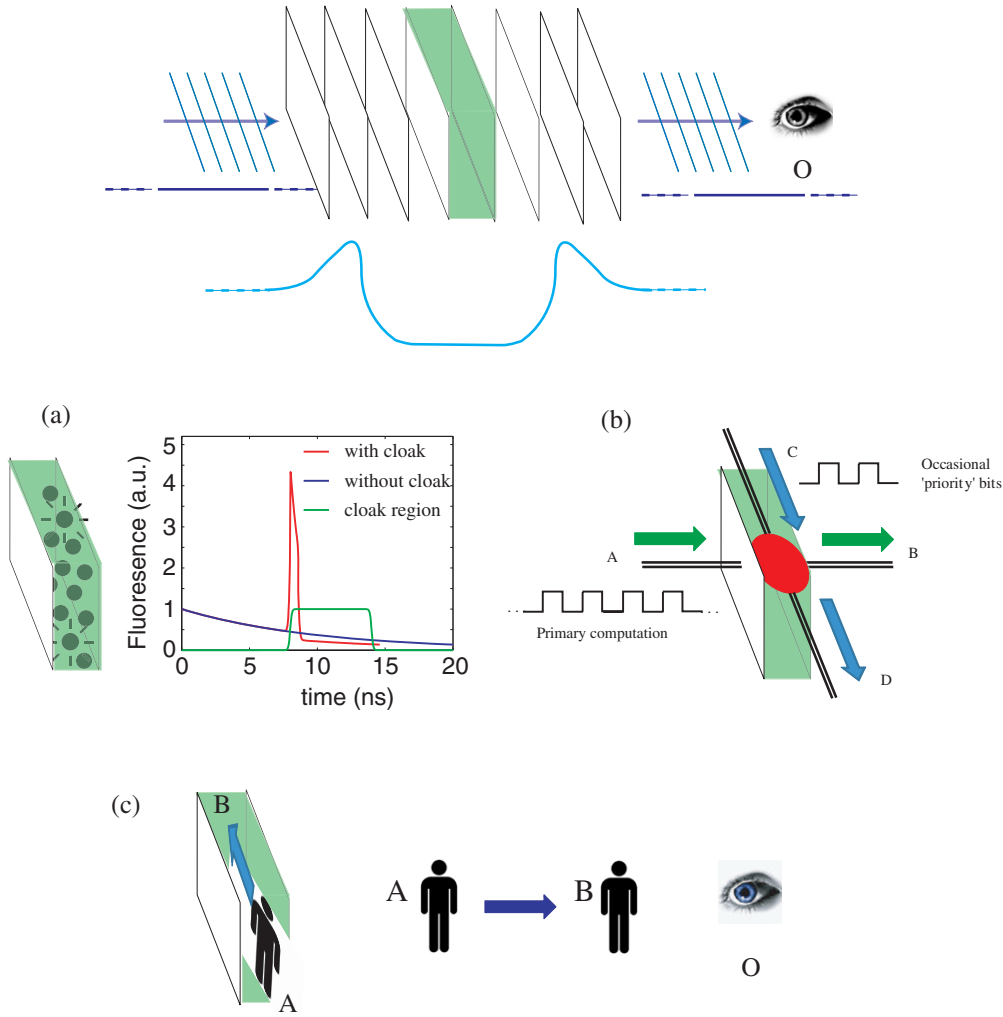 O
(a)
Fluoresence (a.u.)
5
4
3
2
1
0
0
5
10
15
20
time (ns)
with cloak
without cloak
cloak region
(b)
C
Occasional
'priority' bits
A
B
Primary computation
D
(c)
B
A
A
B
O